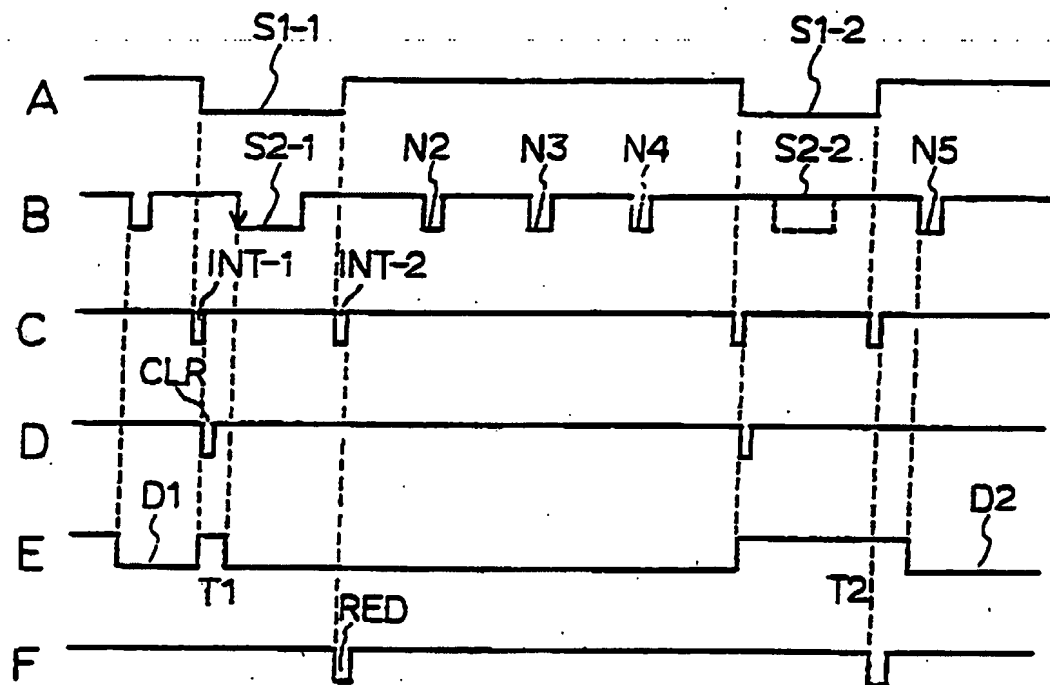 S1-1 S1-2
A
S2-1 N2 N3 N4 S2-2 N5
B
INT-1 INT-2
C
CLR
D
D1 D2
E
T1 T2
RED
F